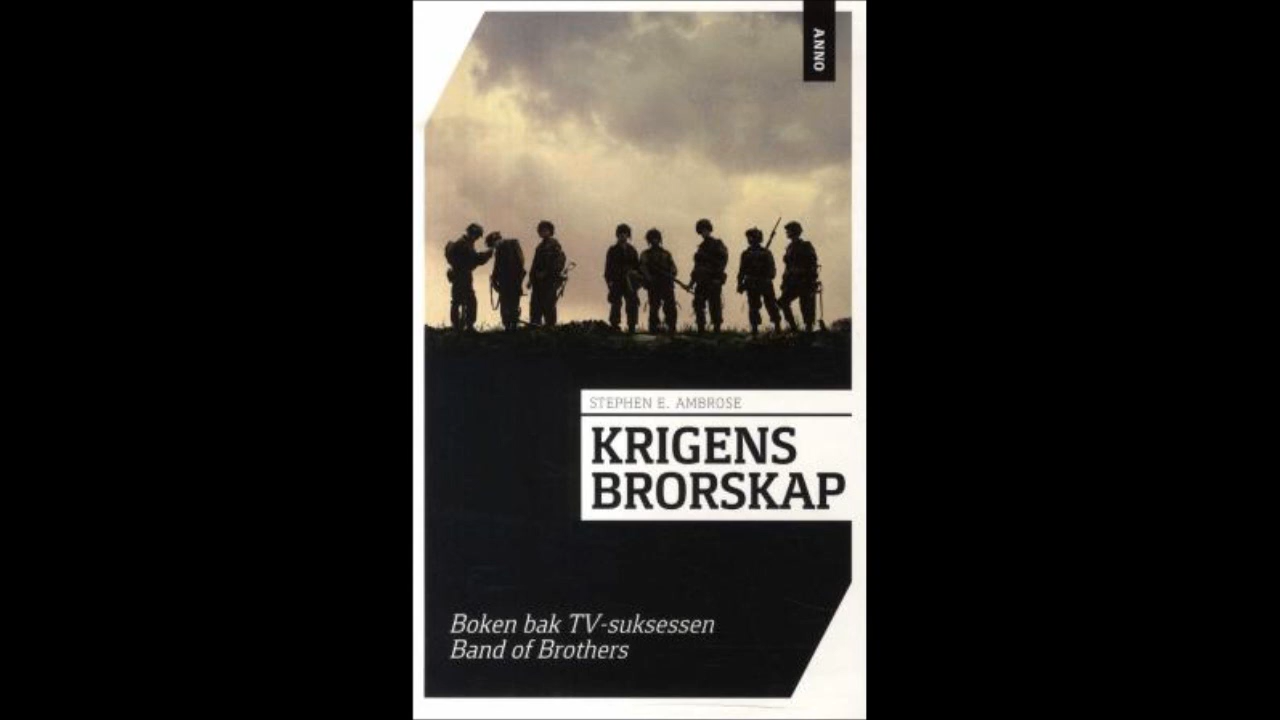 ANNO
STEPHEN E. AMBROSE
KRIGENS
BRORSKAP
Boken bak TV-suksessen
Band of Brothers